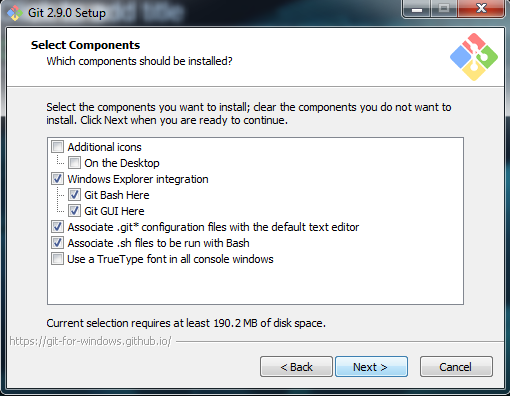 Git 2.9.0 Setup
Select Components
Which components should be installed?
Select the components you want to install; clear the components you do not want to
install. Click Next when you are ready to continue.
Additional icons
On the Desktop
Windows Explorer integration
Git Bash Here
Git GUI Here
Associate .git* configuration files with the default text editor
Associate .sh files to be run with Bash
Use a TrueType font in all console windows
Current selection requires at least 190.2 MB of disk space.
https://git-for-windows.github.io/
< Back
Next >
Cancel